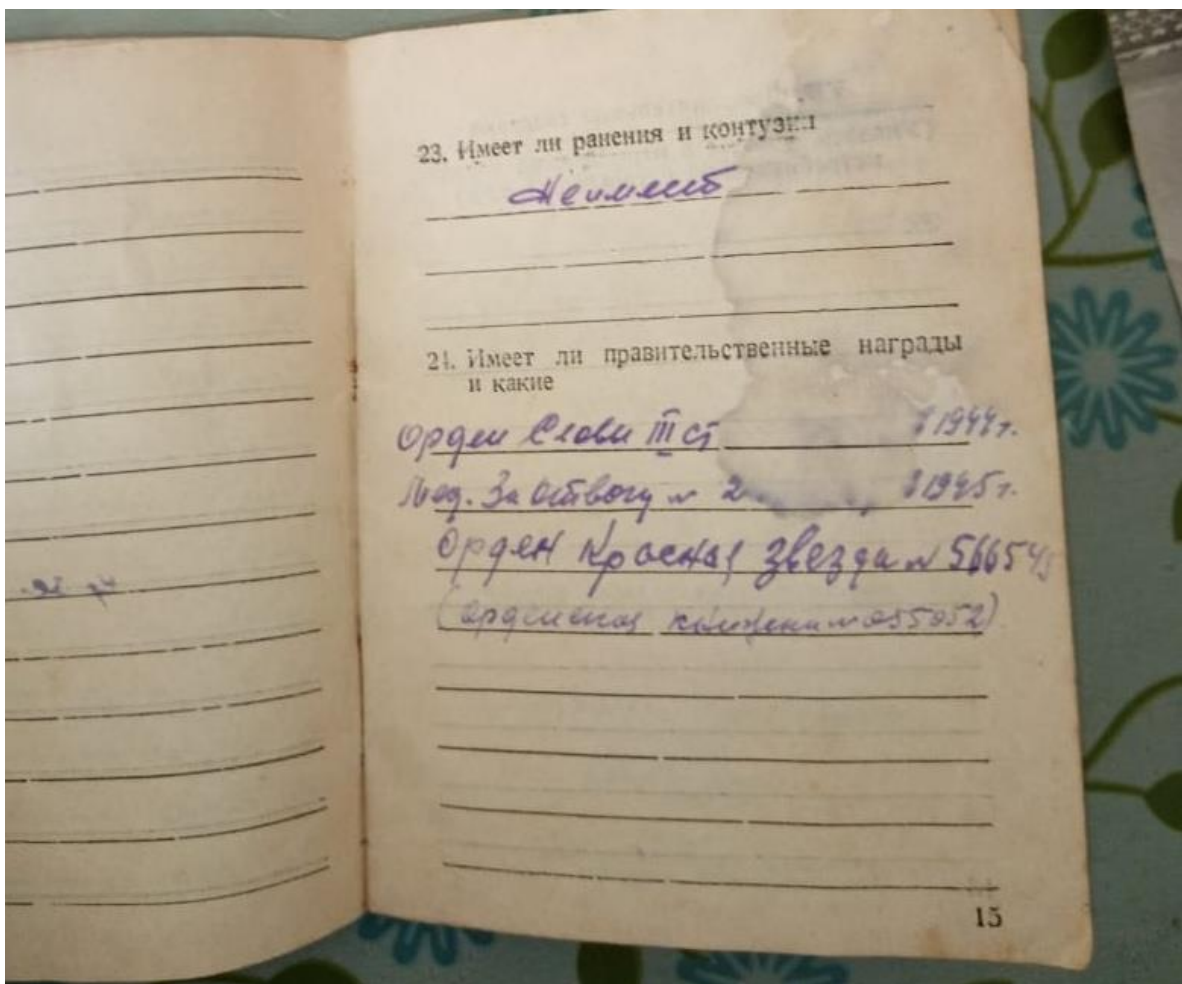 23. Имеет ли ранения и контузии
Не имеет
24. Имеет ли правительственные награды
и какие
Орден Славы III ст 1944 г.
Мед. За отвагу № 2 1945 г.
Орден Красная звезда №
(орденская книжка № 055052)
15